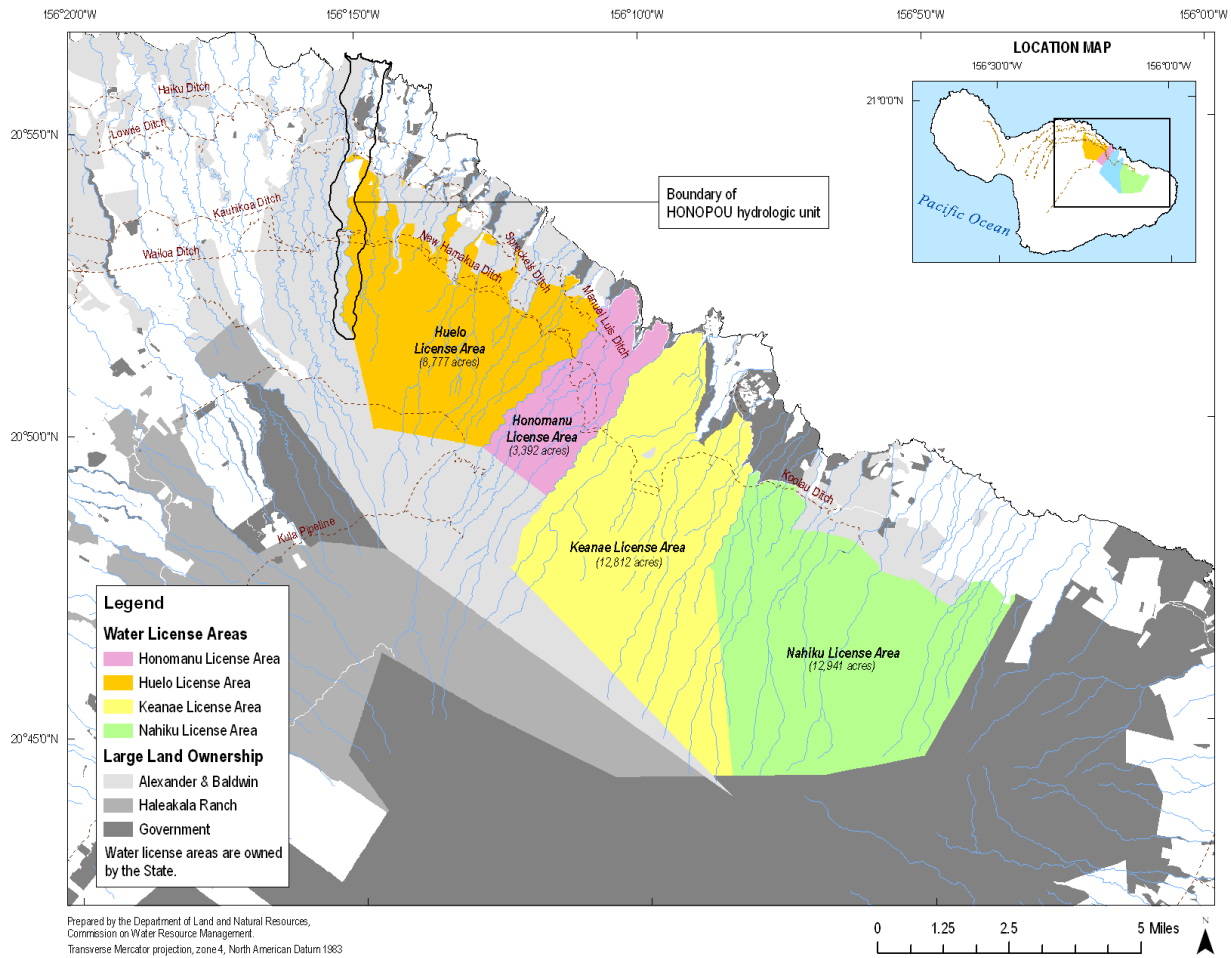 156°20'0"W
156°15'0"W
156°10'0"W
156°5'0"W
156°0'0"W
LOCATION MAP
156°30'0"W
156°0'0"W
21°0'0"N
Pacific Ocean
Haiku Ditch
Lowrie Ditch
20°55'0"N
Boundary of
HONOPOU hydrologic unit
Kauhikoa Ditch
Wailoa Ditch
New Hamakua Ditch
Spreckels Ditch
Manuel Luis Ditch
Huelo
License Area
(8,777 acres)
Honomanu
License Area
(3,392 acres)
20°50'0"N
Koolau Ditch
Kula Pipeline
Keanae License Area
(12,812 acres)
Nahiku License Area
(12,941 acres)
20°45'0"N
Legend
Water License Areas
Honomanu License Area
Huelo License Area
Keanae License Area
Nahiku License Area
Large Land Ownership
Alexander & Baldwin
Haleakala Ranch
Government
Water license areas are owned
by the State.
Prepared by the Department of Land and Natural Resources,
Commission on Water Resource Management.
Transverse Mercator projection, zone 4, North American Datum 1983
0 1.25 2.5 5 Miles
N